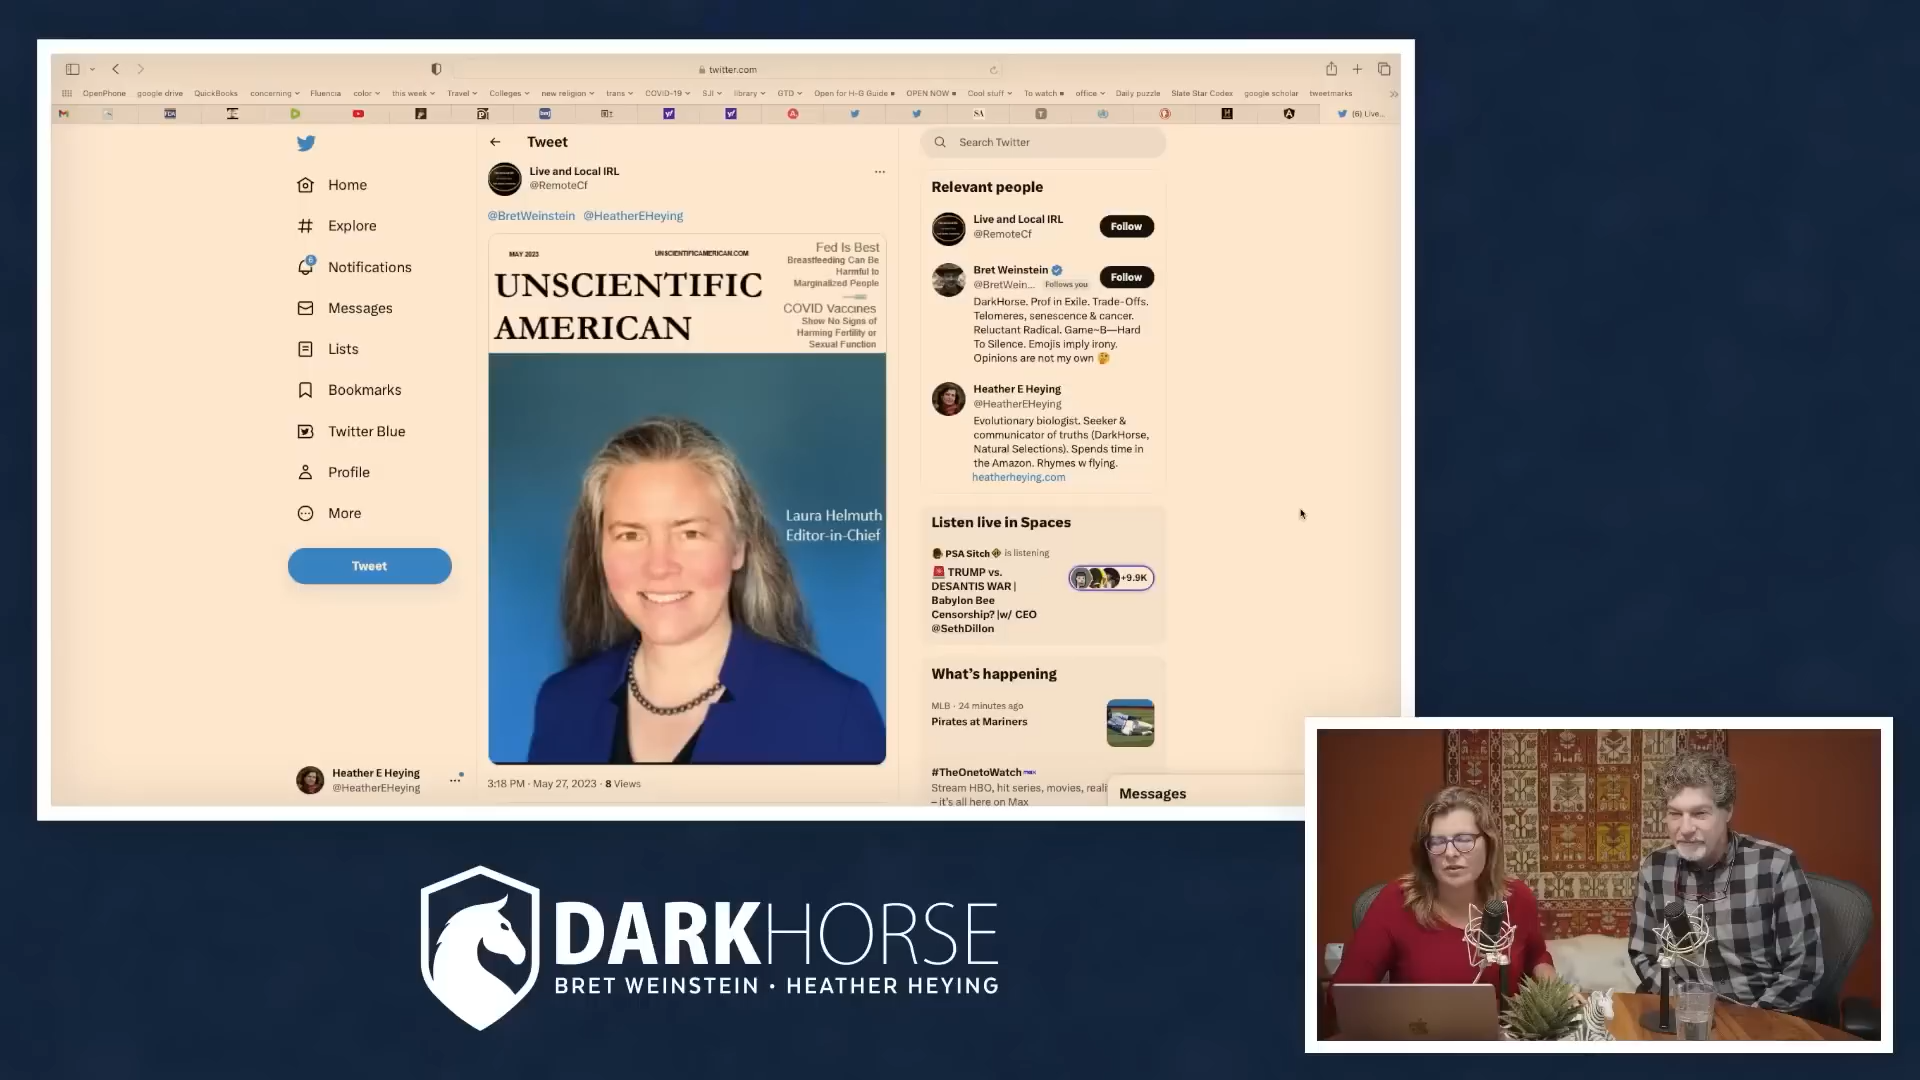 twitter.com
OpenPhone google drive QuickBooks concerning Fluencia color this week Travel Colleges new religion trans COVID-19 SJI library GTD Open for H-G Guide OPEN NOW Cool stuff To watch office Daily puzzle Slate Star Codex google scholar tweetmarks
(6) Live...
Home
Explore
6
Notifications
Messages
Lists
Bookmarks
Twitter Blue
Profile
More
Tweet
Heather E Heying
@HeatherEHeying
Tweet
Live and Local IRL
@RemoteCf
@BretWeinstein @HeatherEHeying
MAY 2023
UNSCIENTIFICAMERICAN.COM
UNSCIENTIFIC
AMERICAN
Fed Is Best
Breastfeeding Can Be
Harmful to
Marginalized People
COVID Vaccines
Show No Signs of
Harming Fertility or
Sexual Function
Laura Helmuth
Editor-in-Chief
3:18 PM · May 27, 2023 · 8 Views
Search Twitter
Relevant people
Live and Local IRL
@RemoteCf
Follow
Bret Weinstein
@BretWein... Follows you
Follow
DarkHorse. Prof in Exile. Trade-Offs.
Telomeres, senescence & cancer.
Reluctant Radical. Game~B—Hard
To Silence. Emojis imply irony.
Opinions are not my own 🤔
Heather E Heying
@HeatherEHeying
Evolutionary biologist. Seeker &
communicator of truths (DarkHorse,
Natural Selections). Spends time in
the Amazon. Rhymes w flying.
heatherheying.com
Listen live in Spaces
PSA Sitch is listening
🚨 TRUMP vs.
DESANTIS WAR |
Babylon Bee
Censorship? |w/ CEO
@SethDillon
+9.9K
What's happening
MLB · 24 minutes ago
Pirates at Mariners
#TheOnetoWatch
Stream HBO, hit series, movies, reali
– it's all here on Max
Messages
DARKHORSE
BRET WEINSTEIN · HEATHER HEYING